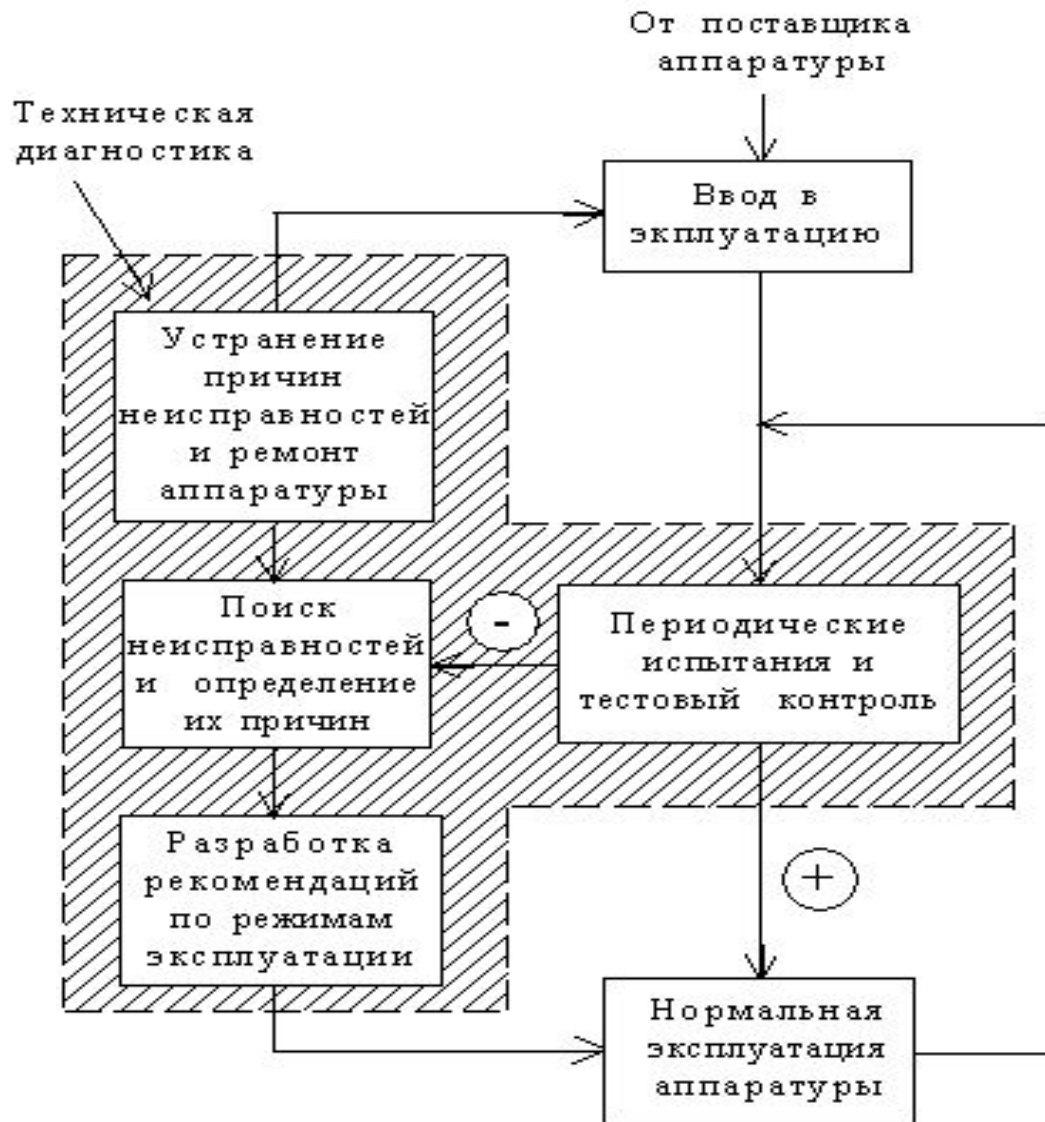 От поставщика
аппаратуры
Техническая
диагностика
Ввод в
экплуатацию
Устранение
причин
неисправностей
и ремонт
аппаратуры
Поиск
неисправностей
и определение
их причин
-
Периодические
испытания и
тестовый контроль
Разработка
рекомендаций
по режимам
эксплуатации
+
Нормальная
эксплуатация
аппаратуры